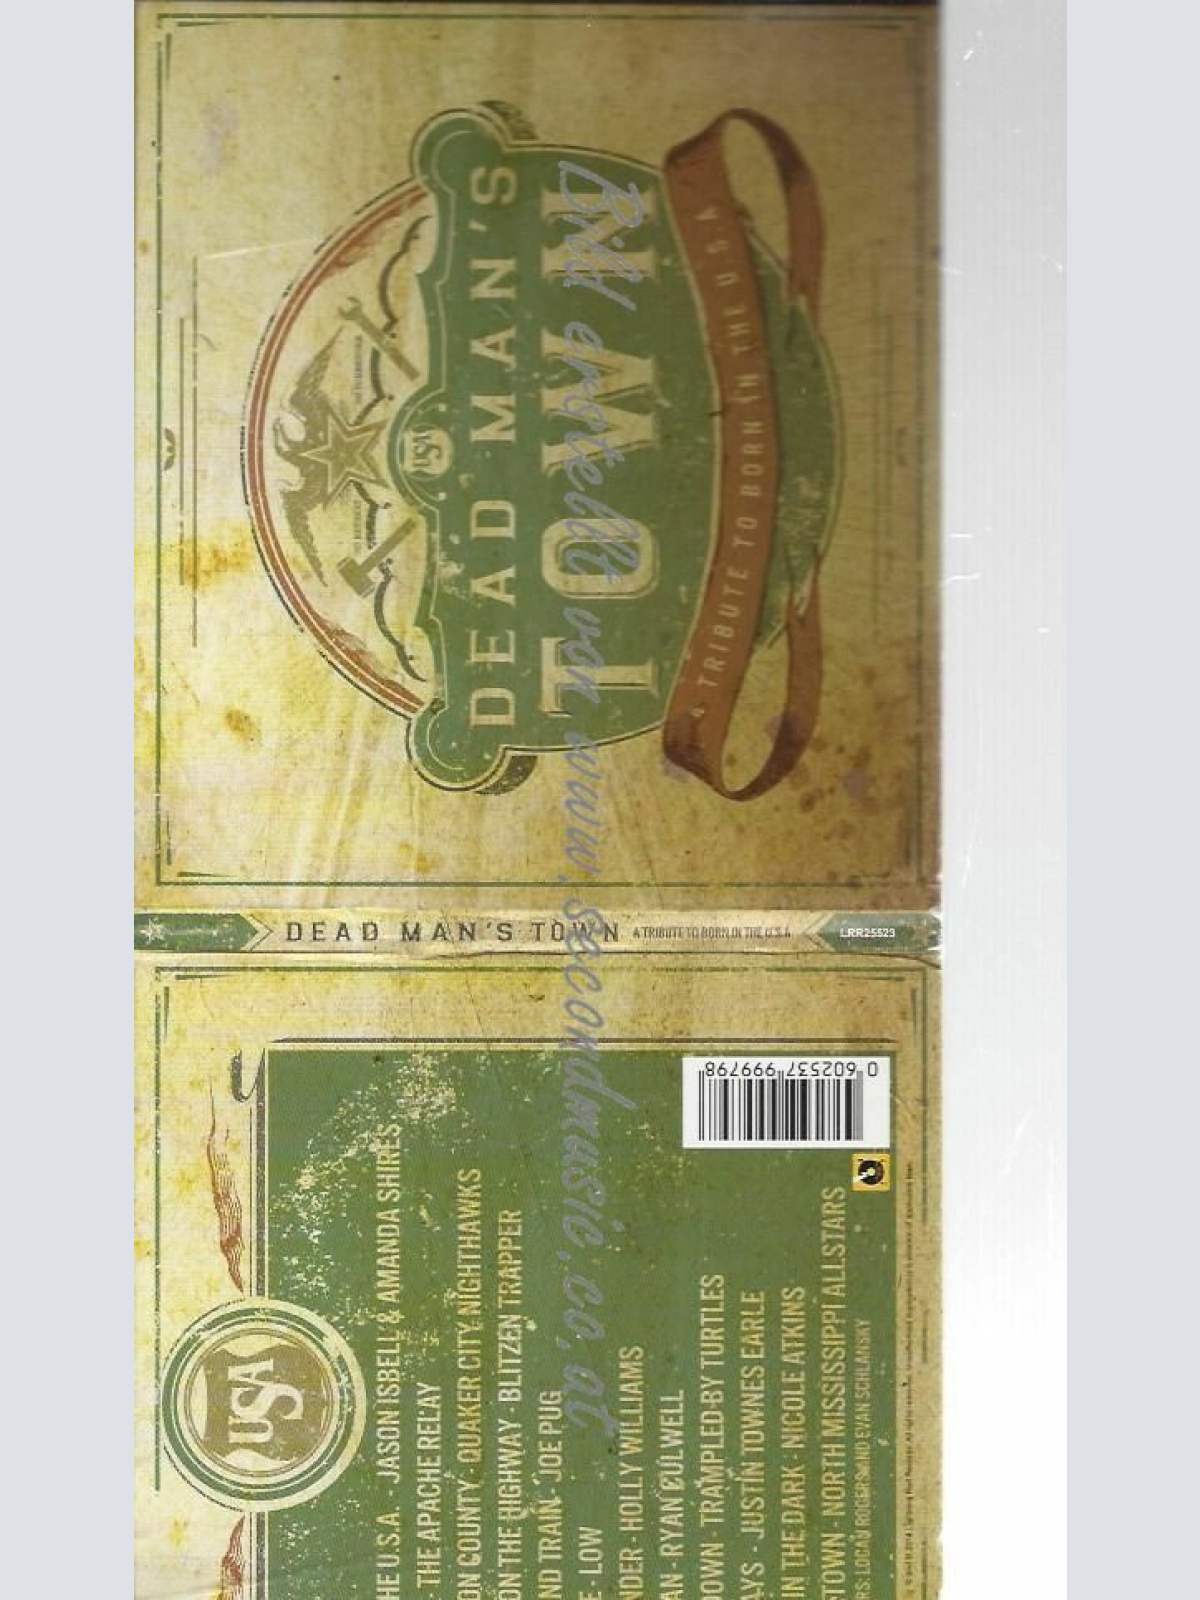 DEAD MAN'S
TOWN
USA
A TRIBUTE TO BORN IN THE U.S.A
Bild erstellt von www.secondmusic.co.at
DEAD MAN'S TOWN A TRIBUTE TO BORN IN THE U.S.A
LRR25523
0 602537 999798
USA
HE U.S.A. · JASON ISBELL & AMANDA SHIRES
· THE APACHE RELAY
ON COUNTY · QUAKER CITY NIGHTHAWKS
ON THE HIGHWAY · BLITZEN TRAPPER
ND TRAIN · JOE PUG
E · LOW
NDER · HOLLY WILLIAMS
AN · RYAN CULWELL
DOWN · TRAMPLED BY TURTLES
AYS · JUSTIN TOWNES EARLE
IN THE DARK · NICOLE ATKINS
TOWN · NORTH MISSISSIPPI ALLSTARS
RS: LOGAN ROGERS AND EVAN SCHLANSKY